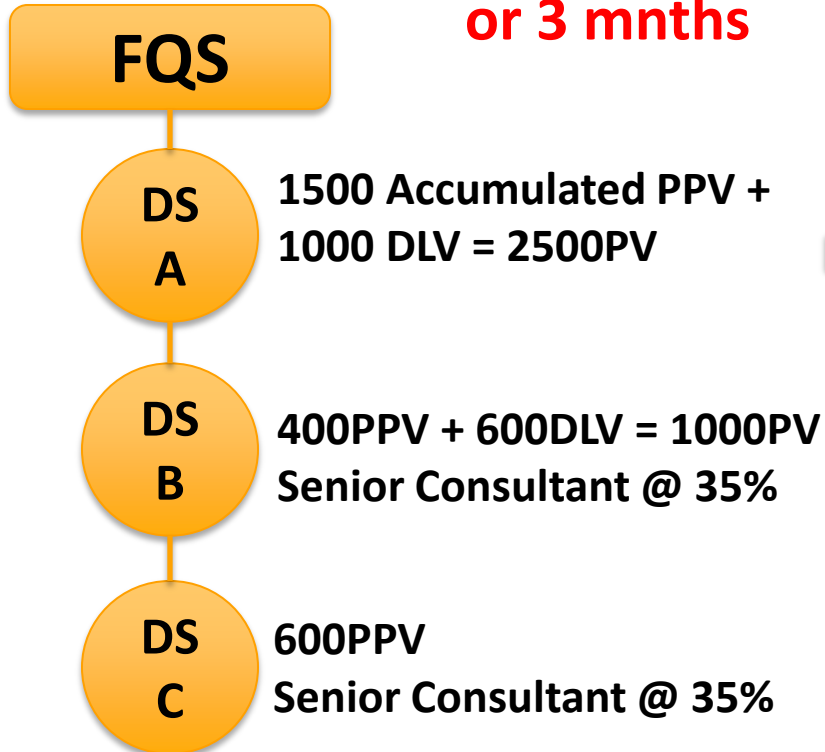 or 3 mnths
FQS
DS
A
1500 Accumulated PPV +
1000 DLV = 2500PV
DS
B
400PPV + 600DLV = 1000PV
Senior Consultant @ 35%
DS
C
600PPV
Senior Consultant @ 35%